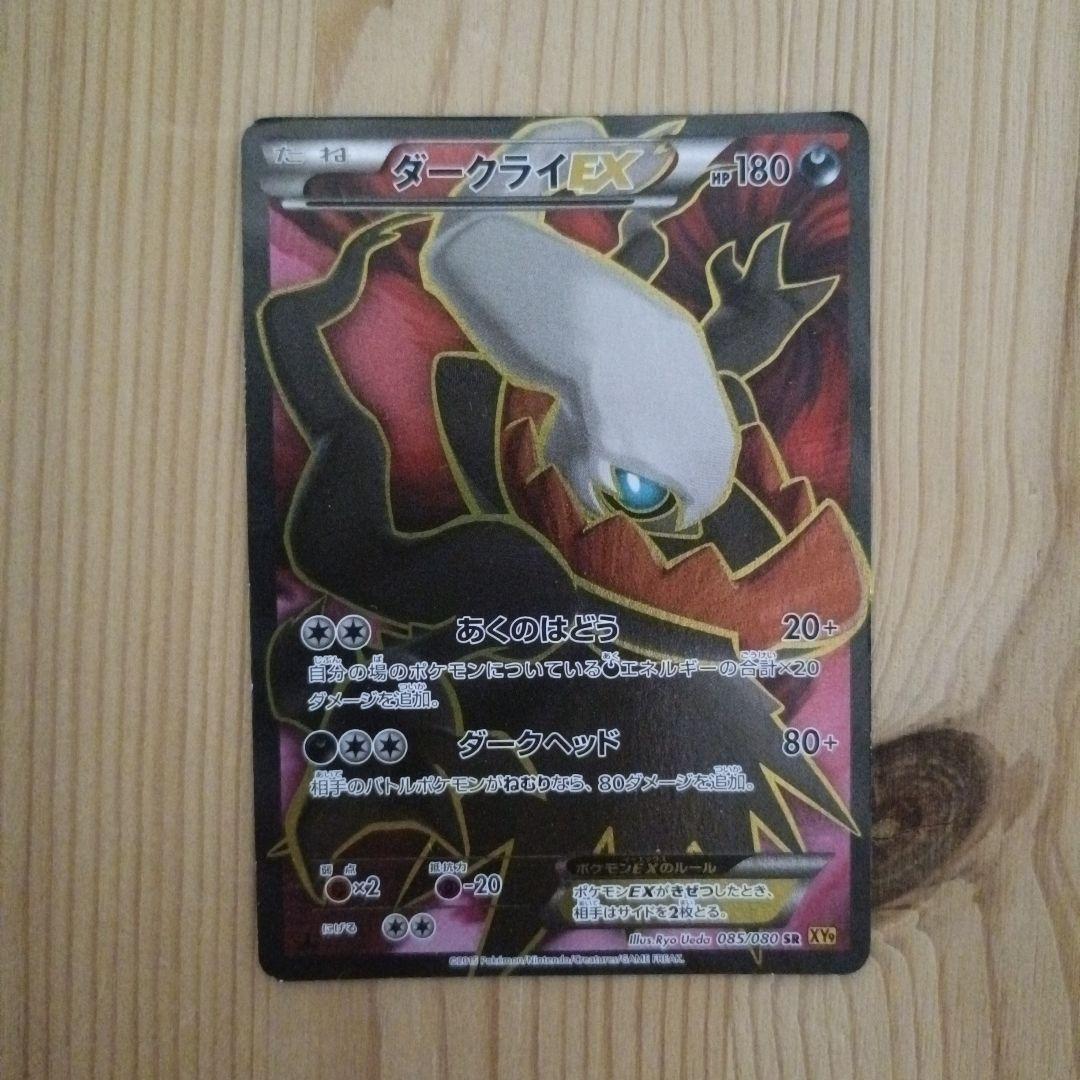 たね ダークライEX HP180
あくのはどう 20+
自分の場のポケモンについているエネルギーの合計×20
ダメージを追加。
ダークヘッド 80+
相手のバトルポケモンがねむりなら、80ダメージを追加。
弱点 抵抗力
×2 -20
にげる
ポケモンEXのルール
ポケモンEXがきぜつしたとき、
相手はサイドを2枚とる。
Illus. Ryo Ueda 085/080 SR XY9
©2015 Pokémon/Nintendo/Creatures/GAME FREAK.